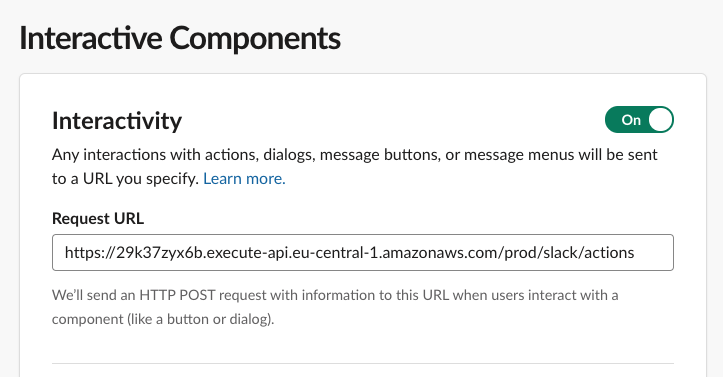 Interactive Components
Interactivity
On
Any interactions with actions, dialogs, message buttons, or message menus will be sent
to a URL you specify. Learn more.
Request URL
https://29k37zyx6b.execute-api.eu-central-1.amazonaws.com/prod/slack/actions
We’ll send an HTTP POST request with information to this URL when users interact with a
component (like a button or dialog).